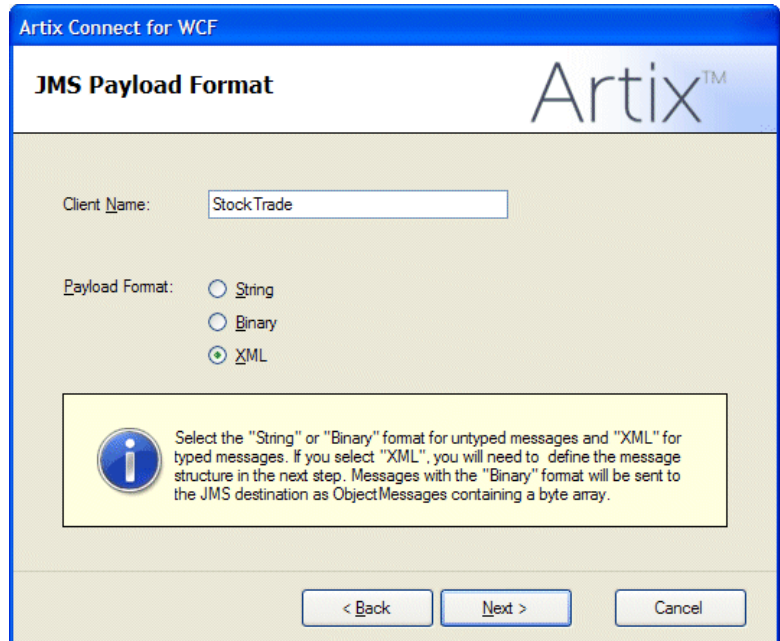 Artix Connect for WCF
JMS Payload Format
Artix™
Client Name:
StockTrade
Payload Format:
String
Binary
XML
Select the "String" or "Binary" format for untyped messages and "XML" for
typed messages. If you select "XML", you will need to define the message
structure in the next step. Messages with the "Binary" format will be sent to
the JMS destination as ObjectMessages containing a byte array.
< Back
Next >
Cancel